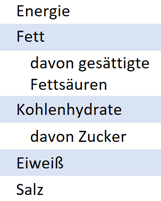 Energie
Fett
davon gesättigte
Fettsäuren
Kohlenhydrate
davon Zucker
Eiweiß
Salz